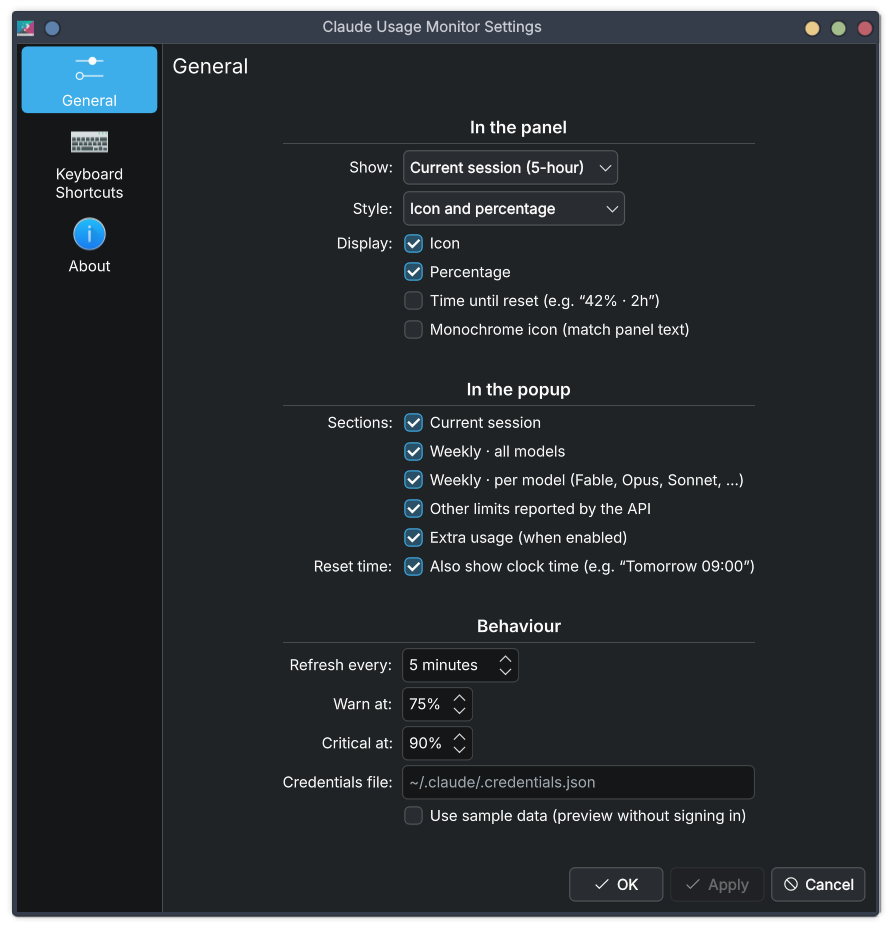 Claude Usage Monitor Settings
General
Keyboard
Shortcuts
About
General
In the panel
Show: Current session (5-hour)
Style: Icon and percentage
Display: Icon
Percentage
Time until reset (e.g. “42% · 2h”)
Monochrome icon (match panel text)
In the popup
Sections: Current session
Weekly · all models
Weekly · per model (Fable, Opus, Sonnet, ...)
Other limits reported by the API
Extra usage (when enabled)
Reset time: Also show clock time (e.g. “Tomorrow 09:00”)
Behaviour
Refresh every: 5 minutes
Warn at: 75%
Critical at: 90%
Credentials file: ~/.claude/.credentials.json
Use sample data (preview without signing in)
OK Apply Cancel